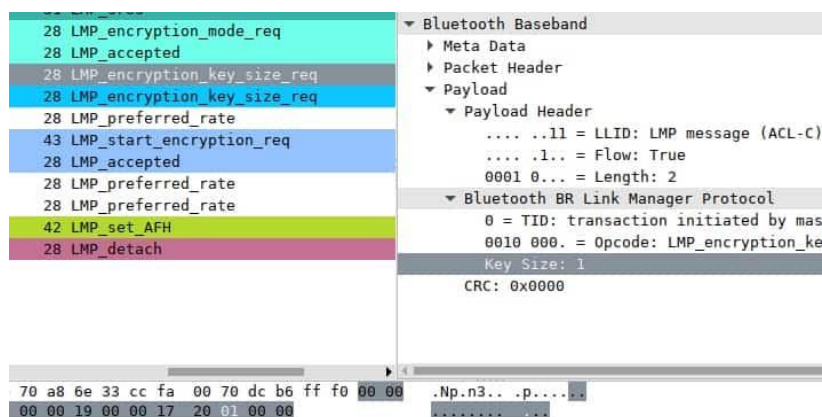 28 LMP_encryption_mode_req
28 LMP_accepted
28 LMP_encryption_key_size_req
28 LMP_encryption_key_size_req
28 LMP_preferred_rate
43 LMP_start_encryption_req
28 LMP_accepted
28 LMP_preferred_rate
28 LMP_preferred_rate
42 LMP_set_AFH
28 LMP_detach
Bluetooth Baseband
Meta Data
Packet Header
Payload
Payload Header
.... ..11 = LLID: LMP message (ACL-C)
.... .1.. = Flow: True
0001 0... = Length: 2
Bluetooth BR Link Manager Protocol
0 = TID: transaction initiated by mas
0010 000. = Opcode: LMP_encryption_ke
Key Size: 1
CRC: 0x0000
70 a8 6e 33 cc fa 00 70 dc b6 ff f0 00 00 .Np.n3.. .p......
00 00 19 00 00 17 20 01 00 00 ........ ...